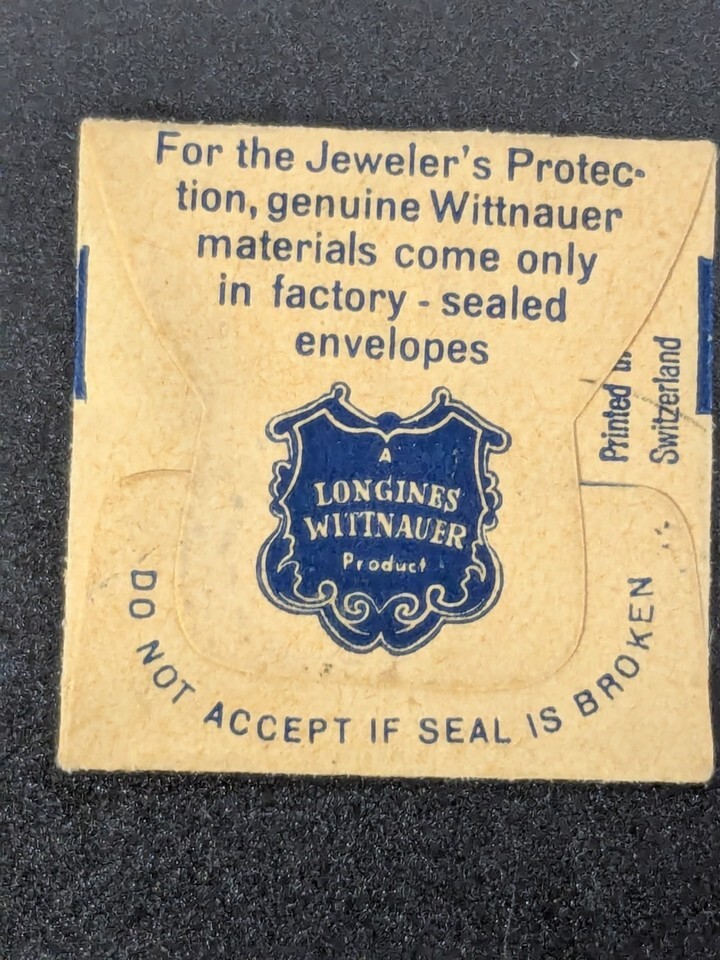 For the Jeweler's Protec-
tion, genuine Wittnauer
materials come only
in factory - sealed
envelopes
A
LONGINES
WITTNAUER
Product
DO NOT ACCEPT IF SEAL IS BROKEN
Printed
Switzerland